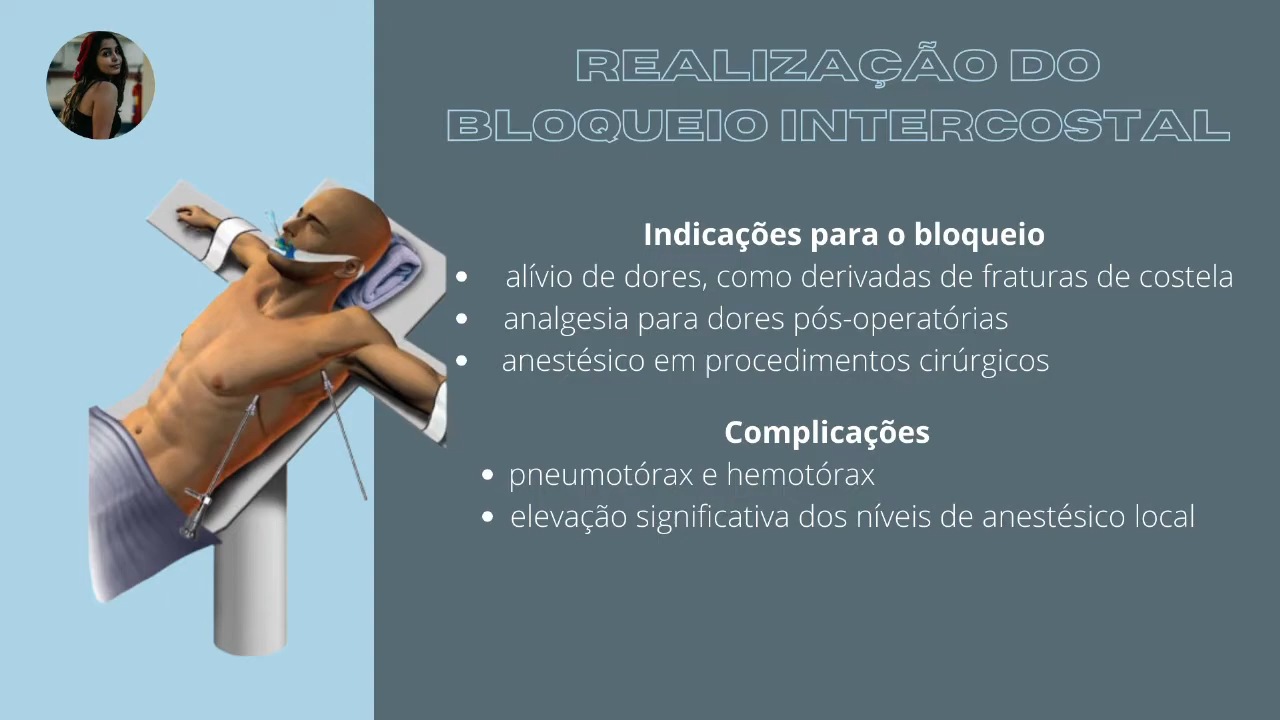 REALIZAÇÃO DO
BLOQUEIO INTERCOSTAL
Indicações para o bloqueio
• alívio de dores, como derivadas de fraturas de costela
• analgesia para dores pós-operatórias
• anestésico em procedimentos cirúrgicos
Complicações
• pneumotórax e hemotórax
• elevação significativa dos níveis de anestésico local